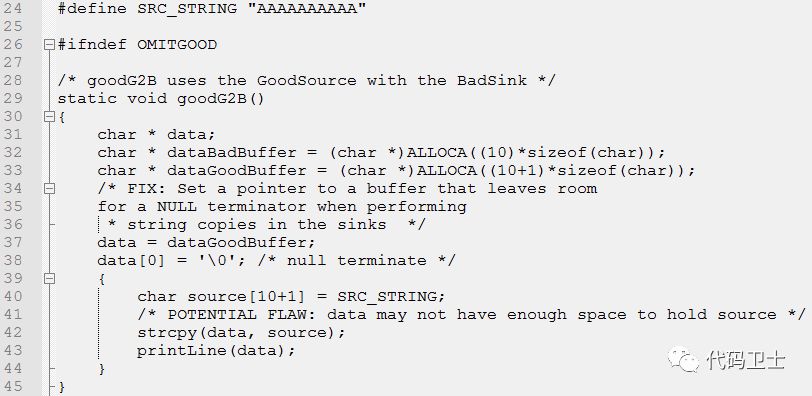 24 #define SRC_STRING "AAAAAAAAAA"
25
26 #ifndef OMITGOOD
27
28 /* goodG2B uses the GoodSource with the BadSink */
29 static void goodG2B()
30 {
31     char * data;
32     char * dataBadBuffer = (char *)ALLOCA((10)*sizeof(char));
33     char * dataGoodBuffer = (char *)ALLOCA((10+1)*sizeof(char));
34     /* FIX: Set a pointer to a buffer that leaves room
35     for a NULL terminator when performing
36      * string copies in the sinks  */
37     data = dataGoodBuffer;
38     data[0] = '\0'; /* null terminate */
39     {
40         char source[10+1] = SRC_STRING;
41         /* POTENTIAL FLAW: data may not have enough space to hold source */
42         strcpy(data, source);
43         printLine(data);
44     }
45 }
代码卫士